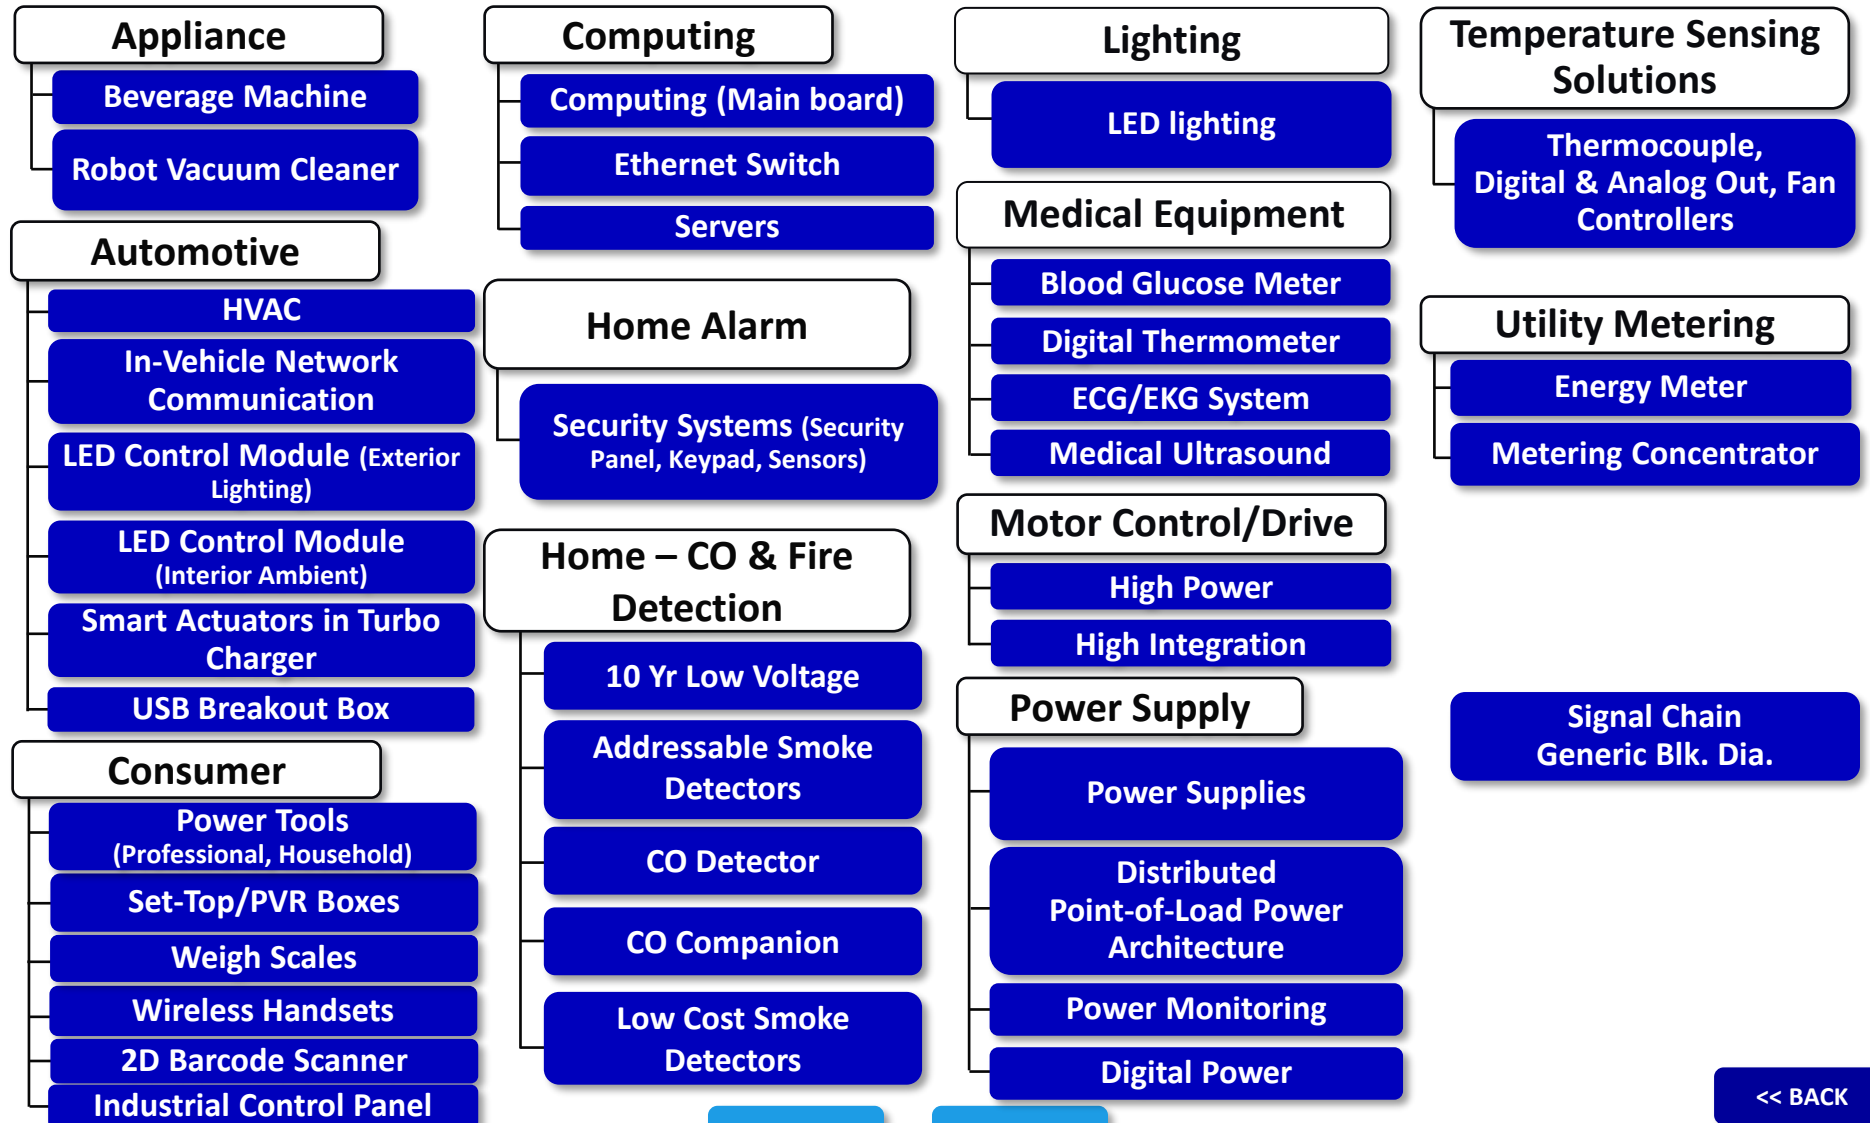 Appliance
Beverage Machine
Robot Vacuum Cleaner
Automotive
HVAC
In-Vehicle Network
Communication
LED Control Module (Exterior
Lighting)
LED Control Module
(Interior Ambient)
Smart Actuators in Turbo
Charger
USB Breakout Box
Consumer
Power Tools
(Professional, Household)
Set-Top/PVR Boxes
Weigh Scales
Wireless Handsets
2D Barcode Scanner
Industrial Control Panel
Computing
Computing (Main board)
Ethernet Switch
Servers
Home Alarm
Security Systems (Security
Panel, Keypad, Sensors)
Home – CO & Fire
Detection
10 Yr Low Voltage
Addressable Smoke
Detectors
CO Detector
CO Companion
Low Cost Smoke
Detectors
Lighting
LED lighting
Medical Equipment
Blood Glucose Meter
Digital Thermometer
ECG/EKG System
Medical Ultrasound
Motor Control/Drive
High Power
High Integration
Power Supply
Power Supplies
Distributed
Point-of-Load Power
Architecture
Power Monitoring
Digital Power
Temperature Sensing
Solutions
Thermocouple,
Digital & Analog Out, Fan
Controllers
Utility Metering
Energy Meter
Metering Concentrator
Signal Chain
Generic Blk. Dia.
<< BACK